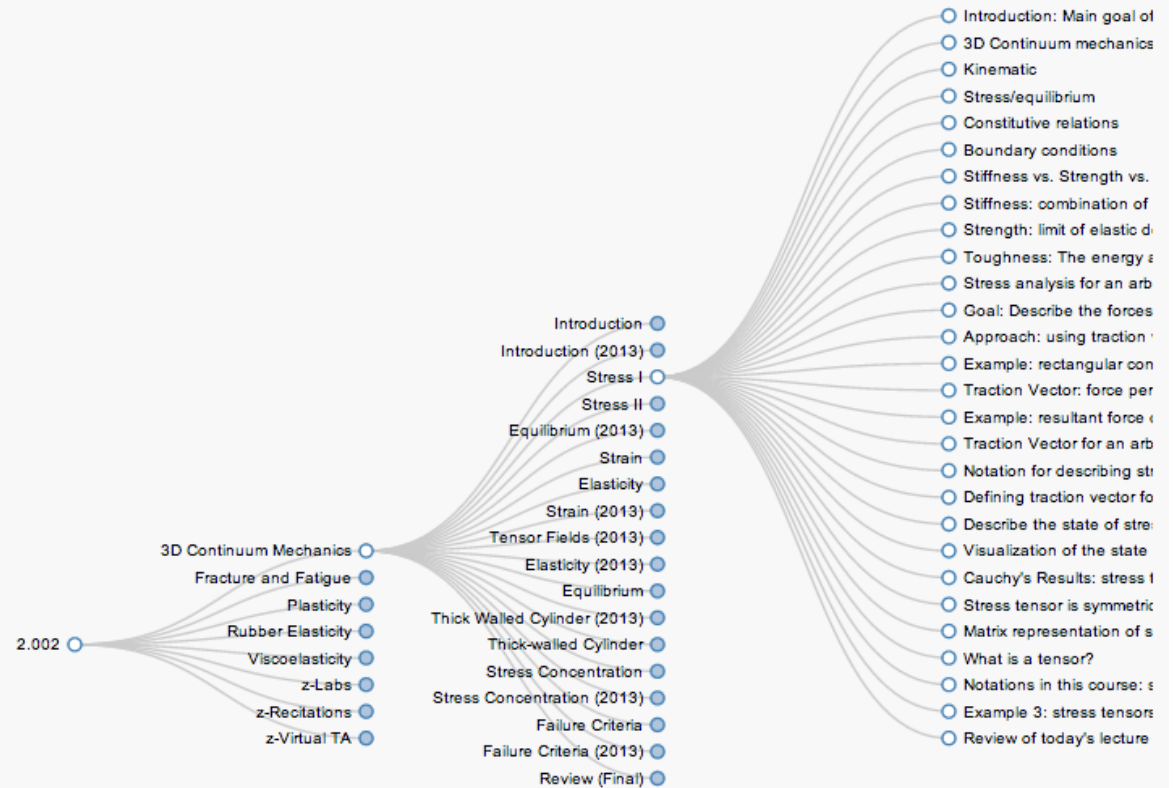 2.002
3D Continuum Mechanics
Fracture and Fatigue
Plasticity
Rubber Elasticity
Viscoelasticity
z-Labs
z-Recitations
z-Virtual TA
Introduction
Introduction (2013)
Stress I
Stress II
Equilibrium (2013)
Strain
Elasticity
Strain (2013)
Tensor Fields (2013)
Elasticity (2013)
Equilibrium
Thick Walled Cylinder (2013)
Thick-walled Cylinder
Stress Concentration
Stress Concentration (2013)
Failure Criteria
Failure Criteria (2013)
Review (Final)
Introduction: Main goal of
3D Continuum mechanics
Kinematic
Stress/equilibrium
Constitutive relations
Boundary conditions
Stiffness vs. Strength vs.
Stiffness: combination of
Strength: limit of elastic
Toughness: The energy
Stress analysis for an arb
Goal: Describe the forces
Approach: using traction
Example: rectangular con
Traction Vector: force per
Example: resultant force
Traction Vector for an arb
Notation for describing
Defining traction vector fo
Describe the state of
Visualization of the state
Cauchy's Results: stress
Stress tensor is
Matrix representation of s
What is a tensor?
Notations in this course: s
Example 3: stress tensors
Review of today's lecture